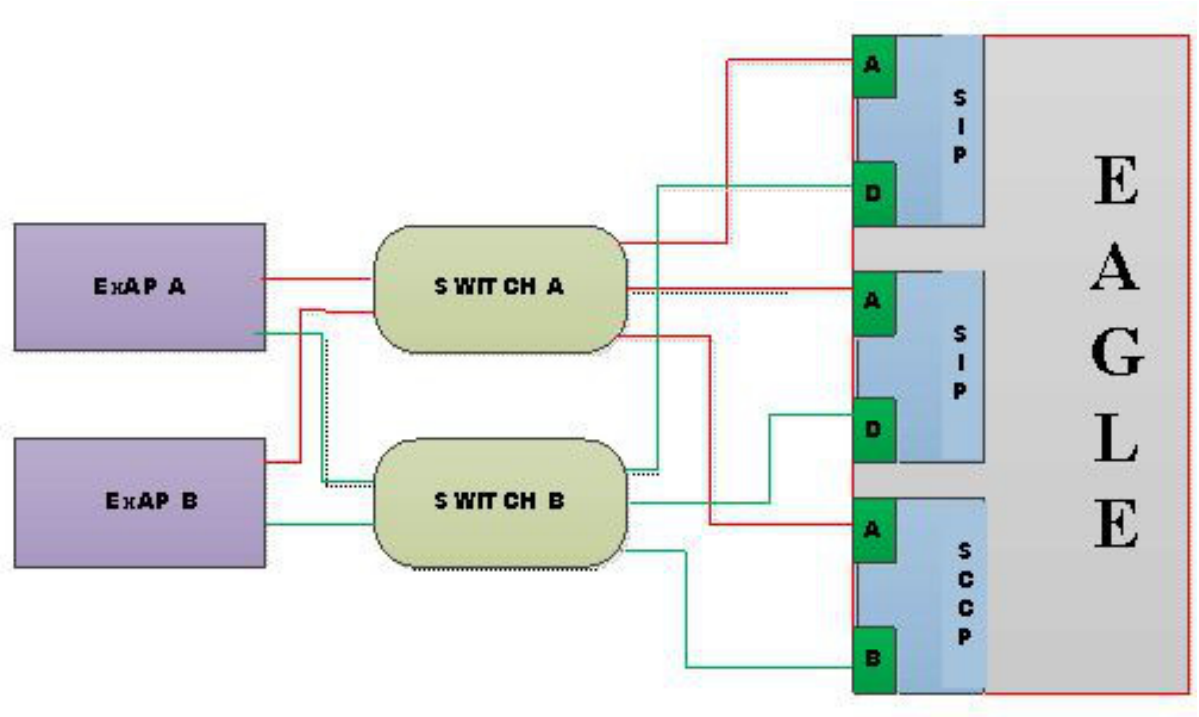 A
SIP
D
EAGLE
ExAP A
SWITCH A
A
SIP
D
ExAP B
SWITCH B
A
SCCP
B